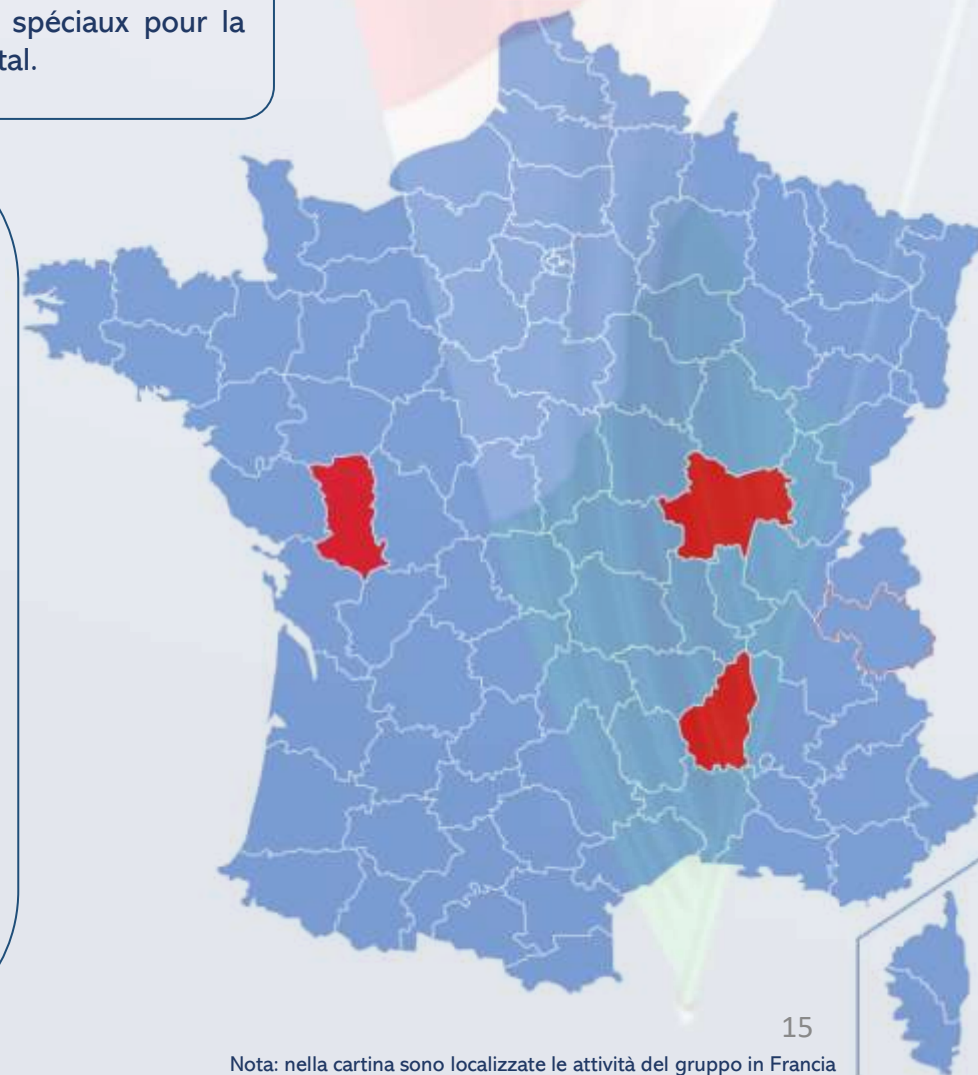 spéciaux pour la
tal.
15
Nota: nella cartina sono localizzate le attività del gruppo in Francia